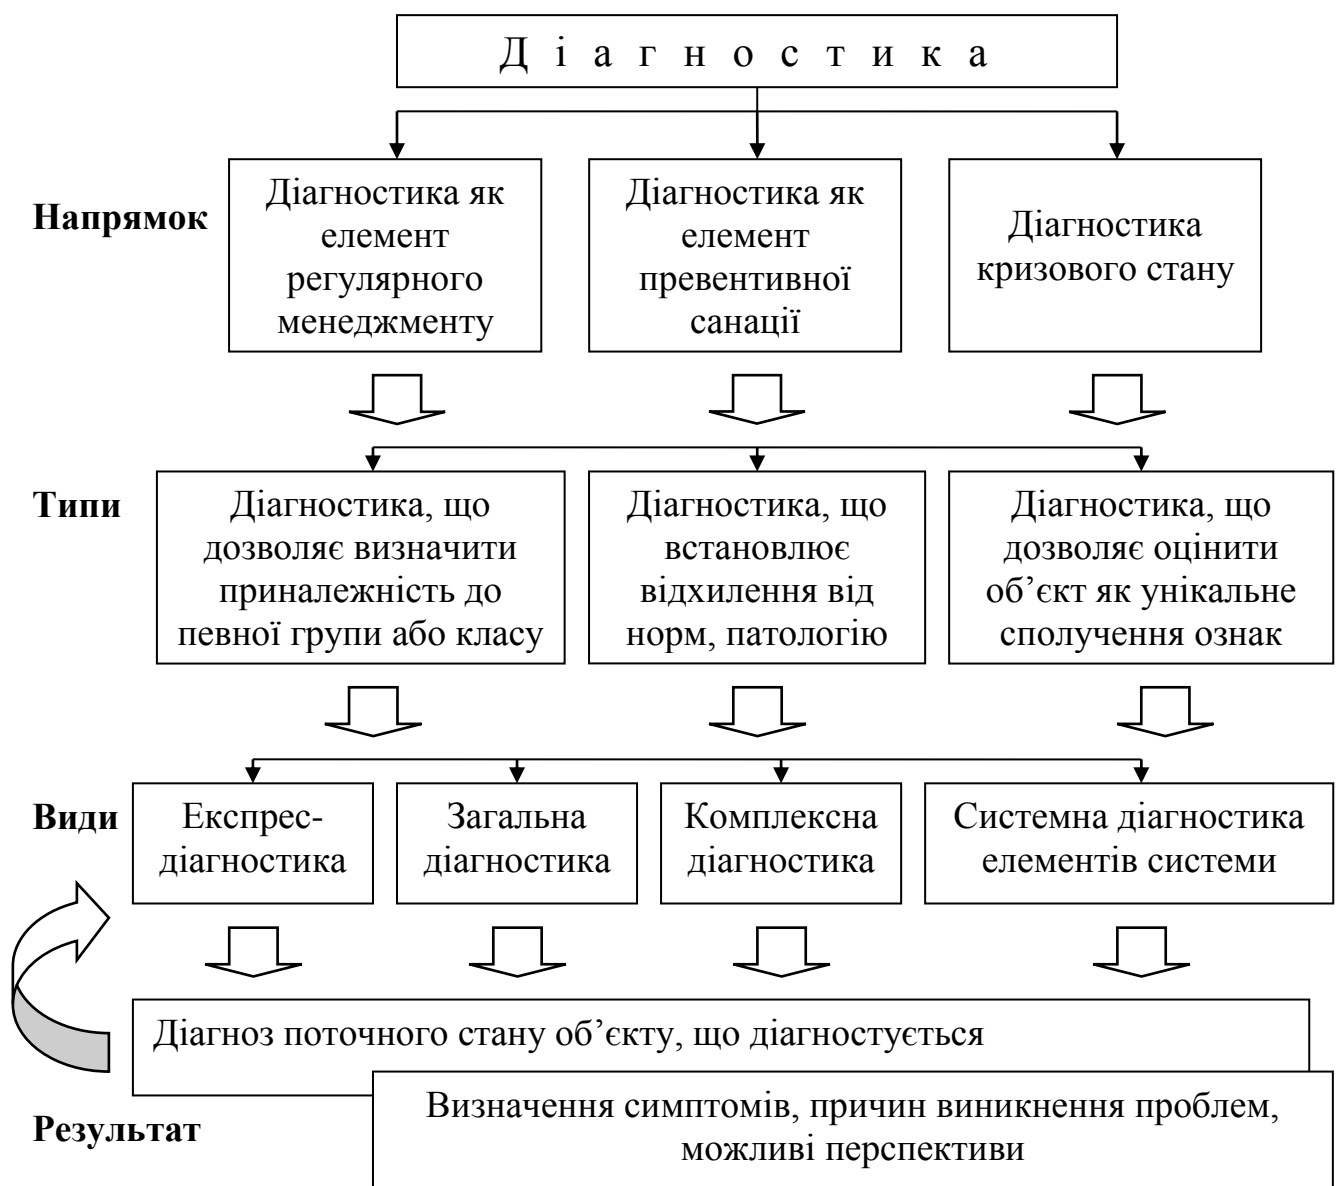 Діагностика
Напрямок
Діагностика як
елемент
регулярного
менеджменту
Діагностика як
елемент
превентивної
санації
Діагностика
кризового стану
Типи
Діагностика, що
дозволяє визначити
приналежність до
певної групи або класу
Діагностика, що
встановлює
відхилення від
норм, патологію
Діагностика, що
дозволяє оцінити
об’єкт як унікальне
сполучення ознак
Види
Експрес-
діагностика
Загальна
діагностика
Комплексна
діагностика
Системна діагностика
елементів системи
Діагноз поточного стану об’єкту, що діагностується
Результат
Визначення симптомів, причин виникнення проблем,
можливі перспективи